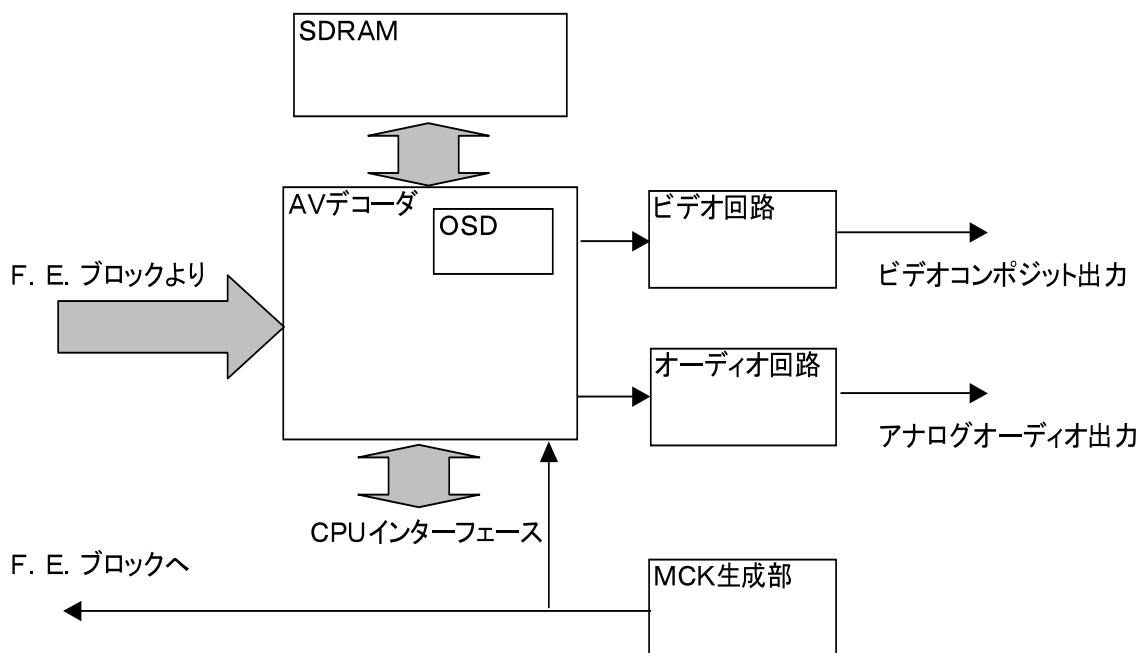 SDRAM
AVデコーダ
OSD
ビデオ回路
F. E. ブロックより
ビデオコンポジット出力
オーディオ回路
アナログオーディオ出力
CPUインターフェース
F. E. ブロックへ
MCK生成部